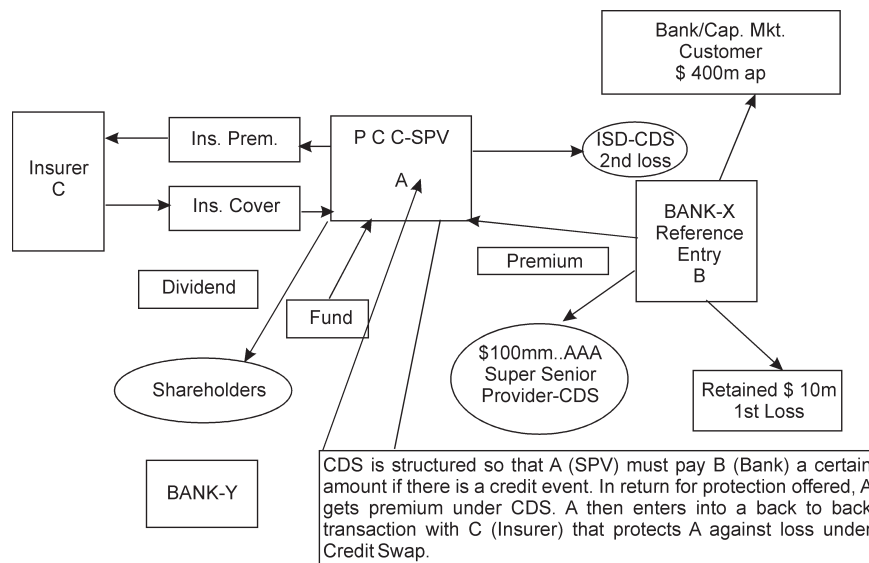 Bank/Cap. Mkt.
Customer
$ 400m ap
Ins. Prem.
P C C-SPV
A
ISD-CDS
2nd loss
Insurer
C
Ins. Cover
BANK-X
Reference
Entry
B
Premium
Dividend
Fund
$100mm..AAA
Super Senior
Provider-CDS
Shareholders
Retained $ 10m
1st Loss
BANK-Y
CDS is structured so that A (SPV) must pay B (Bank) a certain
amount if there is a credit event. In return for protection offered, A
gets premium under CDS. A then enters into a back to back
transaction with C (Insurer) that protects A against loss under
Credit Swap.